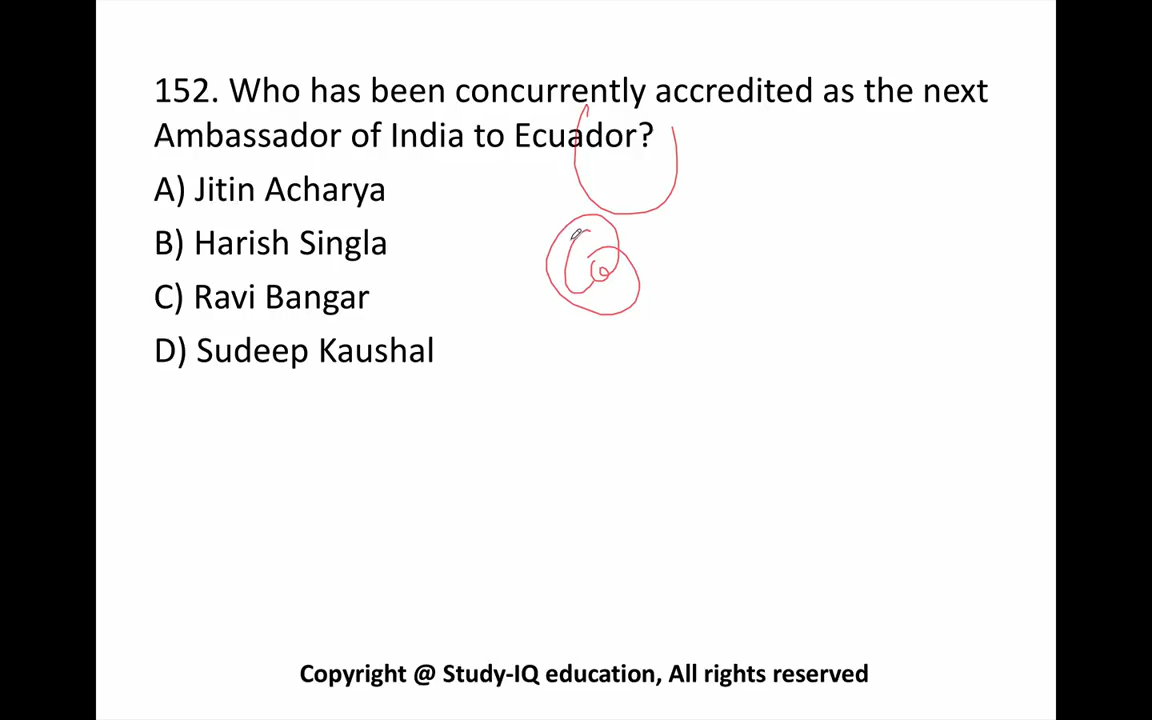 152. Who has been concurrently accredited as the next
Ambassador of India to Ecuador?
A) Jitin Acharya
B) Harish Singla
C) Ravi Bangar
D) Sudeep Kaushal
Copyright @ Study-IQ education, All rights reserved